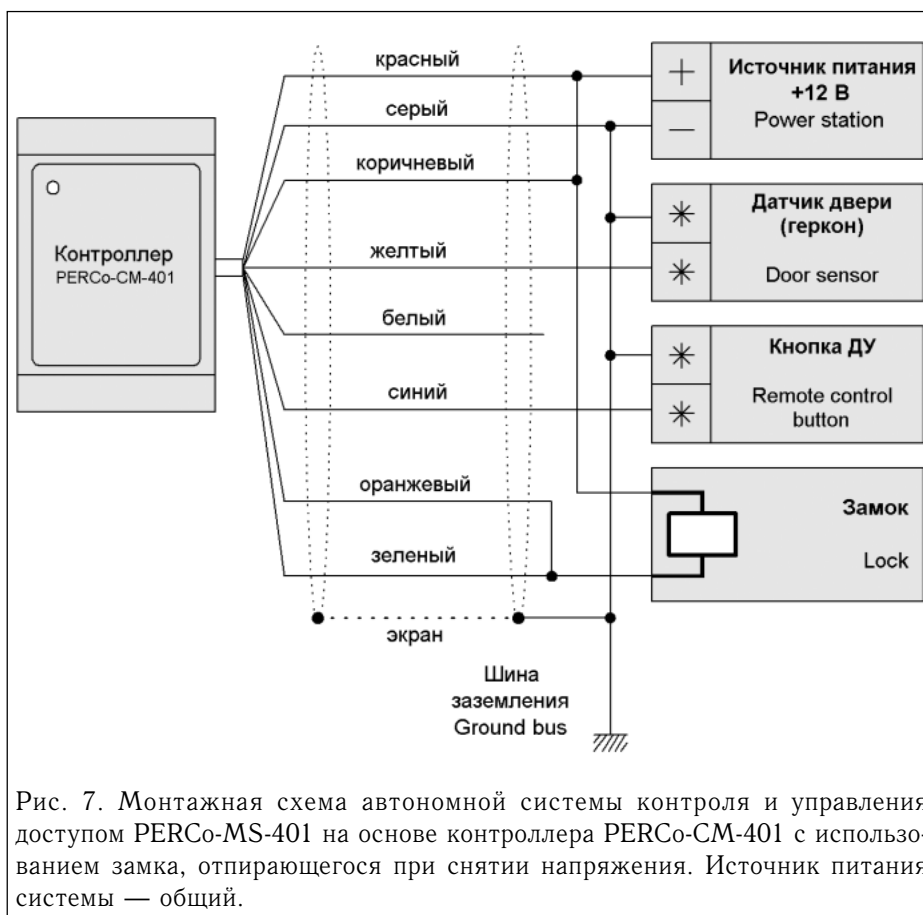 красный
серый
коричневый
желтый
белый
синий
оранжевый
зеленый
экран
Контроллер
PERCo-CM-401
+
Источник питания
+12 В
—
Power station
Датчик двери
(геркон)
Door sensor
Кнопка ДУ
Remote control
button
Замок
Lock
Шина
заземления
Ground bus
Рис. 7. Монтажная схема автономной системы контроля и управления
доступом PERCo-MS-401 на основе контроллера PERCo-CM-401 с использо-
ванием замка, отпирающегося при снятии напряжения. Источник питания
системы — общий.